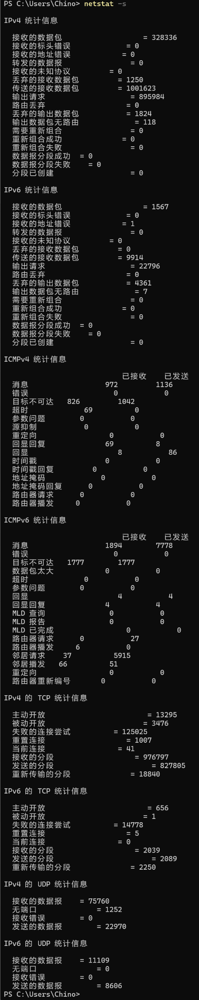 PS C:\Users\Chino> netstat -s
IPv4 统计信息
接收的数据包 = 328336
接收的标头错误 = 0
接收的地址错误 = 0
转发的数据报 = 0
接收的未知协议 = 0
丢弃的接收数据包 = 1250
传送的接收数据包 = 1001623
输出请求 = 895984
路由丢弃 = 0
丢弃的输出数据包 = 1824
输出数据包无路由 = 118
需要重新组合 = 0
重新组合成功 = 0
重新组合失败 = 0
数据报分段成功 = 0
数据报分段失败 = 0
分段已创建 = 0
IPv6 统计信息
接收的数据包 = 1567
接收的标头错误 = 0
接收的地址错误 = 1
转发的数据报 = 0
接收的未知协议 = 0
丢弃的接收数据包 = 0
传送的接收数据包 = 9914
输出请求 = 22796
路由丢弃 = 0
丢弃的输出数据包 = 4361
输出数据包无路由 = 7
需要重新组合 = 0
重新组合成功 = 0
重新组合失败 = 0
数据报分段成功 = 0
数据报分段失败 = 0
分段已创建 = 0
ICMPv4 统计信息
已接收 已发送
消息 972 1136
错误 0 0
目标不可达 826 1042
超时 69 0
参数问题 0 0
源抑制 0 0
重定向 0 0
回显回复 69 8
回显 8 86
时间戳 0 0
时间戳回复 0 0
地址掩码 0 0
地址掩码回复 0 0
路由器请求 0 0
路由器播发 0 0
ICMPv6 统计信息
已接收 已发送
消息 1894 7778
错误 0 0
目标不可达 1777 1777
数据包太大 0 0
超时 0 0
参数问题 0 0
回显 4 4
回显回复 4 4
MLD 查询 0 0
MLD 报告 0 0
MLD 已完成 0 0
路由器请求 0 27
路由器播发 6 0
邻居请求 37 5915
邻居播发 66 51
重定向 0 0
路由器重新编号 0 0
IPv4 的 TCP 统计信息
主动开放 = 13295
被动开放 = 3476
失败的连接尝试 = 125025
重置连接 = 1007
当前连接 = 41
接收的分段 = 976797
发送的分段 = 827805
重新传输的分段 = 18840
IPv6 的 TCP 统计信息
主动开放 = 656
被动开放 = 1
失败的连接尝试 = 14778
重置连接 = 5
当前连接 = 0
接收的分段 = 2039
发送的分段 = 2089
重新传输的分段 = 2250
IPv4 的 UDP 统计信息
接收的数据报 = 75760
无端口 = 1252
接收错误 = 0
发送的数据报 = 22970
IPv6 的 UDP 统计信息
接收的数据报 = 11109
无端口 = 0
接收错误 = 0
发送的数据报 = 8606
PS C:\Users\Chino>